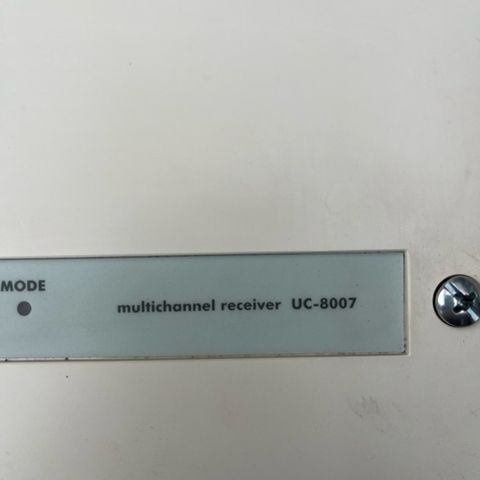 MODE
multichannel receiver UC-8007